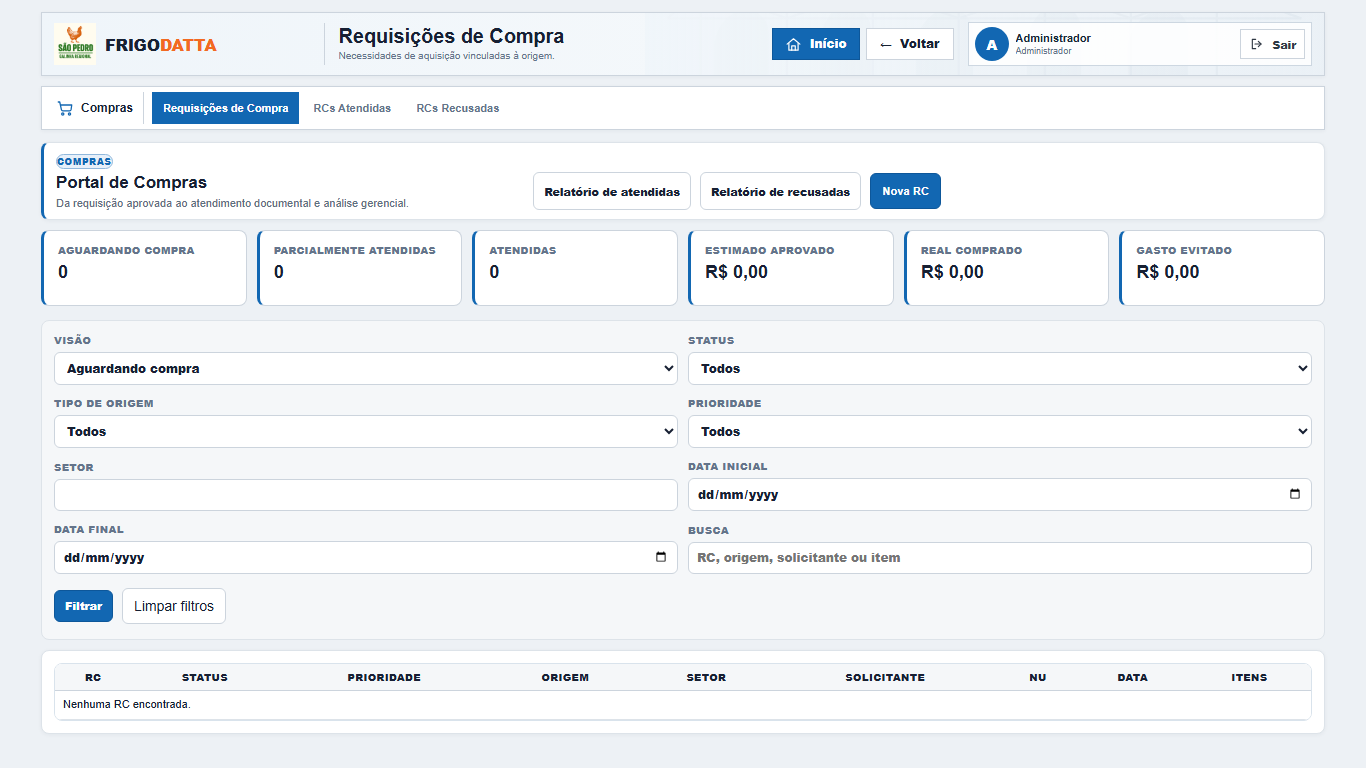 SÃO PEDRO
FRIGODATTA
Requisições de Compra
Necessidades de aquisição vinculadas à origem.
Início
← Voltar
A
Administrador
Administrador
Sair
Compras
Requisições de Compra
RCs Atendidas
RCs Recusadas
COMPRAS
Portal de Compras
Da requisição aprovada ao atendimento documental e análise gerencial.
Relatório de atendidas
Relatório de recusadas
Nova RC
AGUARDANDO COMPRA
0
PARCIALMENTE ATENDIDAS
0
ATENDIDAS
0
ESTIMADO APROVADO
R$ 0,00
REAL COMPRADO
R$ 0,00
GASTO EVITADO
R$ 0,00
VISÃO
Aguardando compra
STATUS
Todos
TIPO DE ORIGEM
Todos
PRIORIDADE
Todos
SETOR
DATA INICIAL
dd/mm/yyyy
DATA FINAL
dd/mm/yyyy
BUSCA
RC, origem, solicitante ou item
Filtrar
Limpar filtros
RC STATUS PRIORIDADE ORIGEM SETOR SOLICITANTE NU DATA ITENS
Nenhuma RC encontrada.